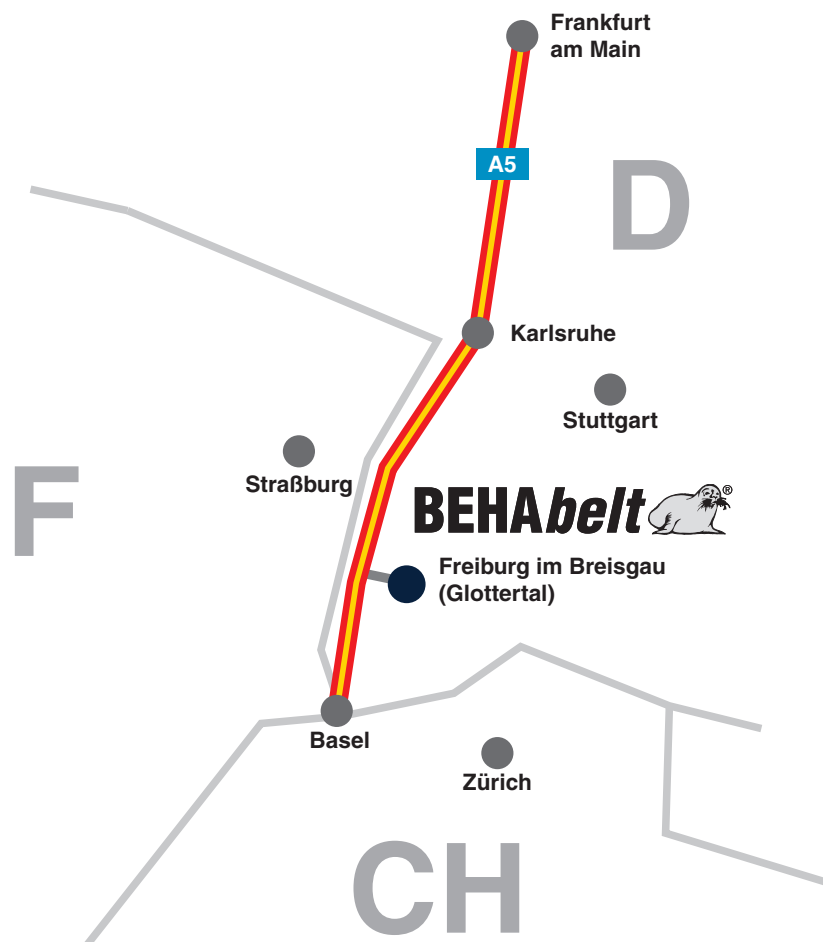 Frankfurt
am Main
A5
D
Karlsruhe
Stuttgart
Straßburg
F
BEHAbelt®
Freiburg im Breisgau
(Glottertal)
Basel
Zürich
CH